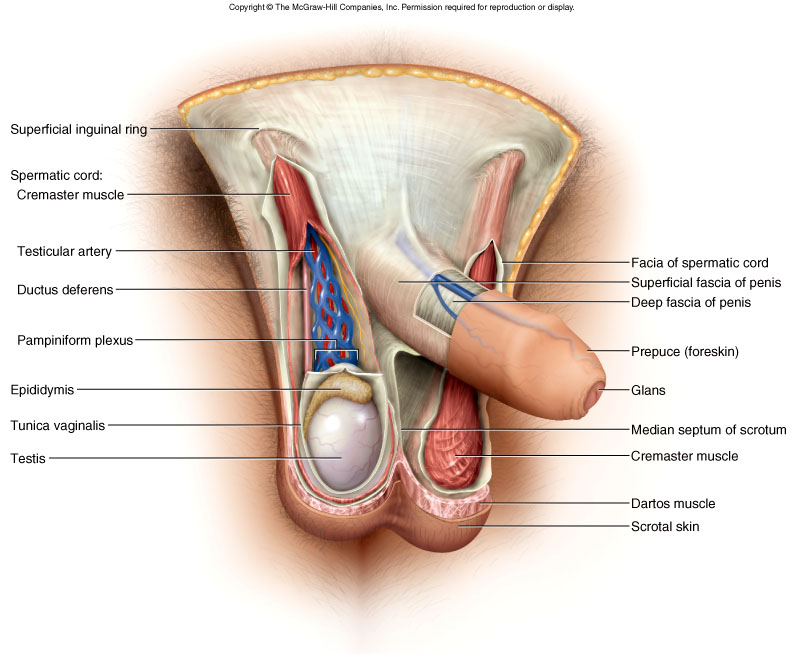 Copyright © The McGraw-Hill Companies, Inc. Permission required for reproduction or display.
Superficial inguinal ring
Spermatic cord:
Cremaster muscle
Testicular artery
Ductus deferens
Pampiniform plexus
Epididymis
Tunica vaginalis
Testis
Facia of spermatic cord
Superficial fascia of penis
Deep fascia of penis
Prepuce (foreskin)
Glans
Median septum of scrotum
Cremaster muscle
Dartos muscle
Scrotal skin